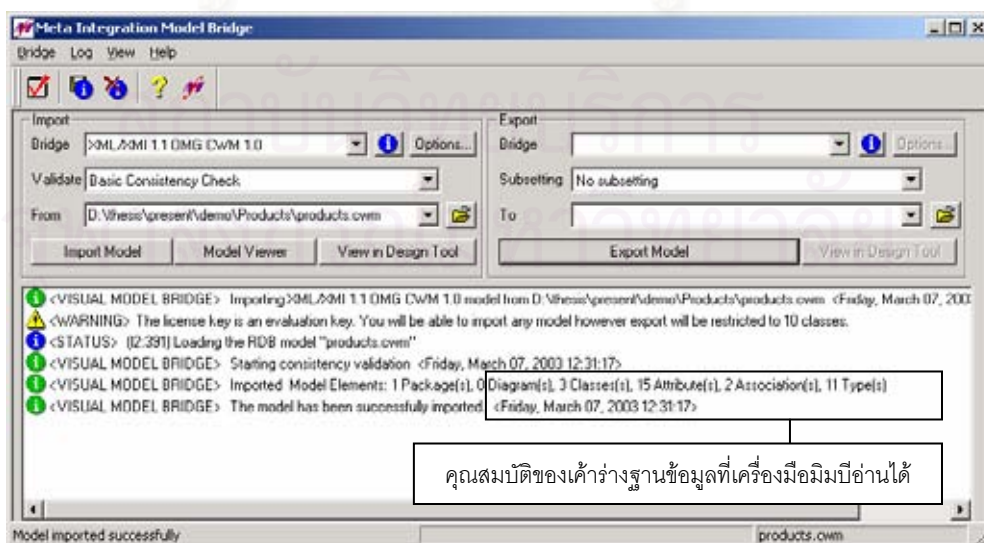 Meta Integration Model Bridge
Bridge Log View Help
Import
Bridge XML/XMI 1.1 OMG CWM 1.0 Options...
Validate Basic Consistency Check
From D:\thesis\present\demo\Products\products.cwm
Import Model Model Viewer View in Design Tool
Export
Bridge Options...
Subsetting No subsetting
To
Export Model View in Design Tool
<VISUAL MODEL BRIDGE> Importing XML/XMI 1.1 OMG CWM 1.0 model from D:\thesis\present\demo\Products\products.cwm <Friday, March 07, 200
<WARNING> The license key is an evaluation key. You will be able to import any model however export will be restricted to 10 classes.
<STATUS> (I2.391) Loading the RDB model "products.cwm"
<VISUAL MODEL BRIDGE> Starting consistency validation <Friday, March 07, 2003 12:31:17>
<VISUAL MODEL BRIDGE> Imported Model Elements: 1 Package(s), 0 Diagram(s), 3 Classes(s), 15 Attribute(s), 2 Association(s), 11 Type(s)
<VISUAL MODEL BRIDGE> The model has been successfully imported <Friday, March 07, 2003 12:31:17>
คุณสมบัติของเค้าร่างฐานข้อมูลที่เครื่องมือมิมบีอ่านได้
Model imported successfully products.cwm